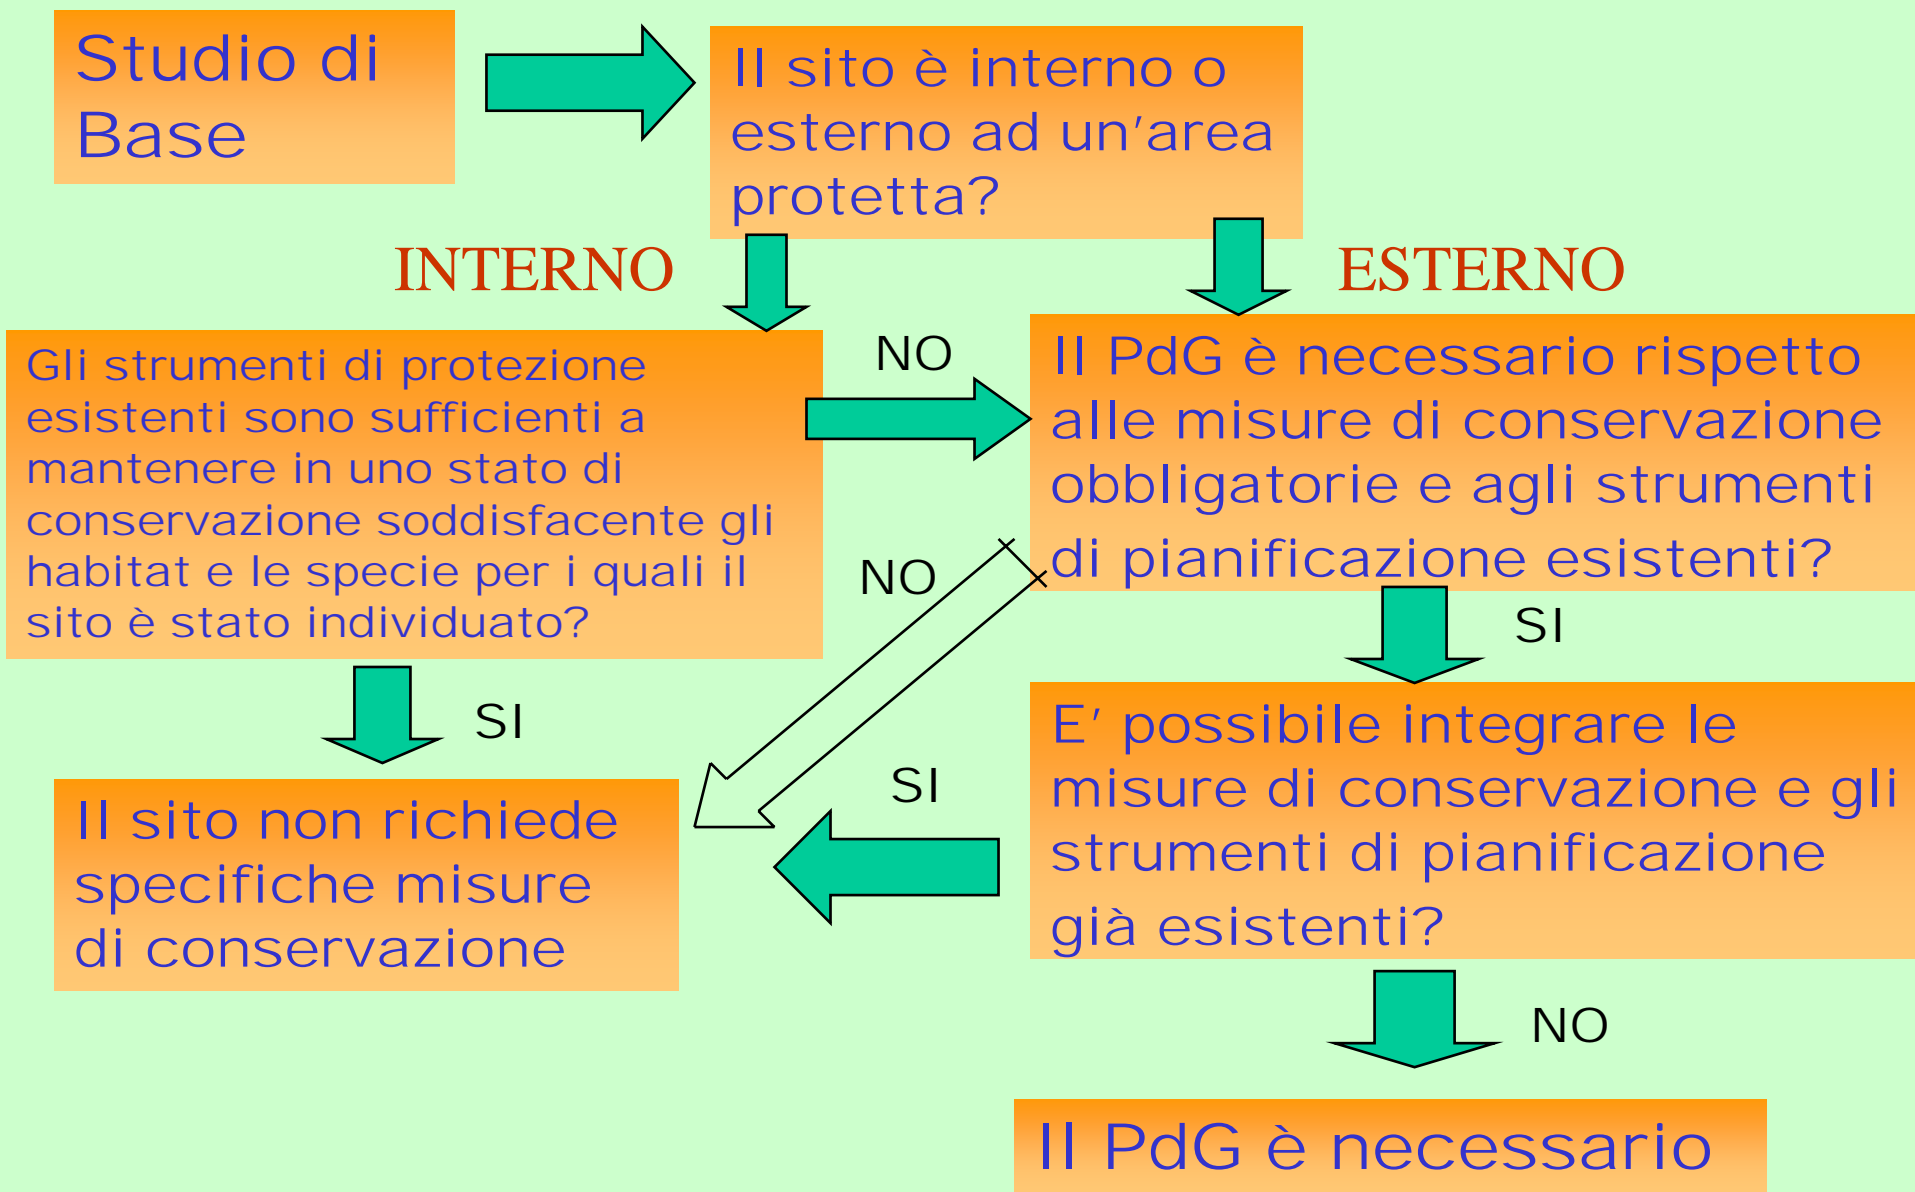 Studio di
Base
Il sito è interno o
esterno ad un'area
protetta?
INTERNO
ESTERNO
Gli strumenti di protezione
esistenti sono sufficienti a
mantenere in uno stato di
conservazione soddisfacente gli
habitat e le specie per i quali il
sito è stato individuato?
NO
Il PdG è necessario rispetto
alle misure di conservazione
obbligatorie e agli strumenti
di pianificazione esistenti?
NO
SI
SI
Il sito non richiede
specifiche misure
di conservazione
SI
E' possibile integrare le
misure di conservazione e gli
strumenti di pianificazione
già esistenti?
NO
Il PdG è necessario